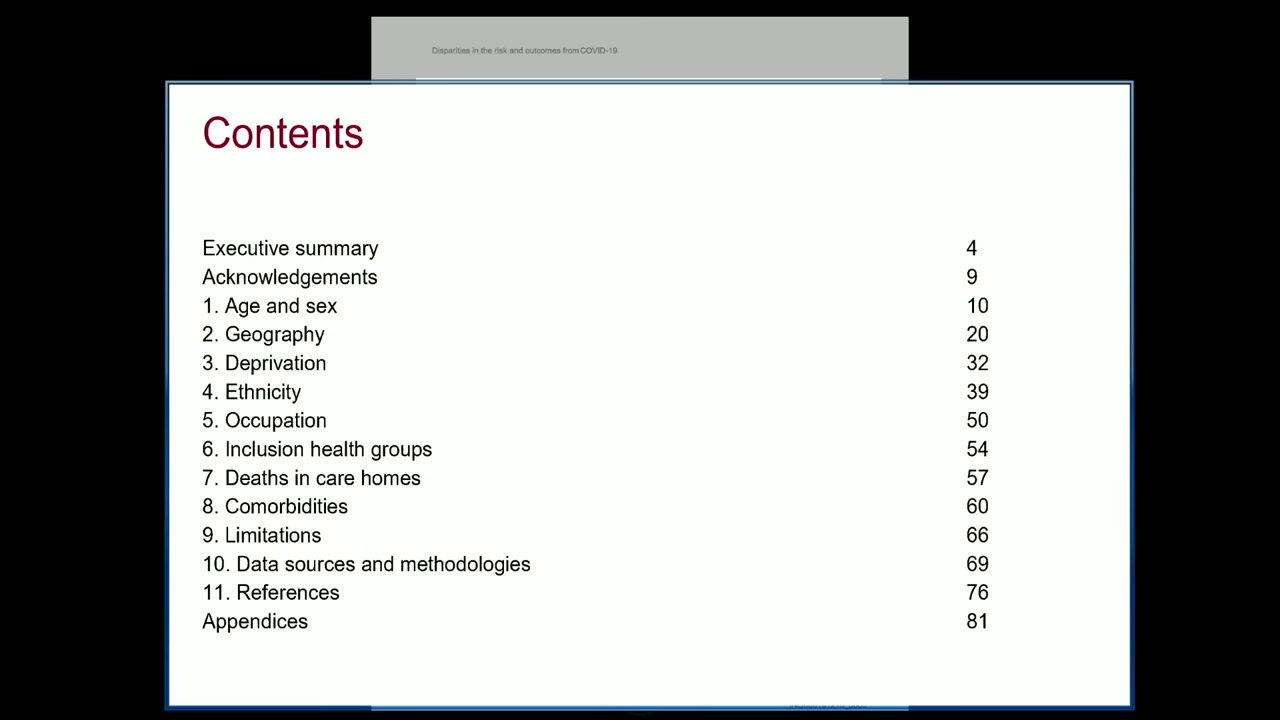 Disparities in the risk and outcomes from COVID-19
Contents
Executive summary 4
Acknowledgements 9
1. Age and sex 10
2. Geography 20
3. Deprivation 32
4. Ethnicity 39
5. Occupation 50
6. Inclusion health groups 54
7. Deaths in care homes 57
8. Comorbidities 60
9. Limitations 66
10. Data sources and methodologies 69
11. References 76
Appendices 81